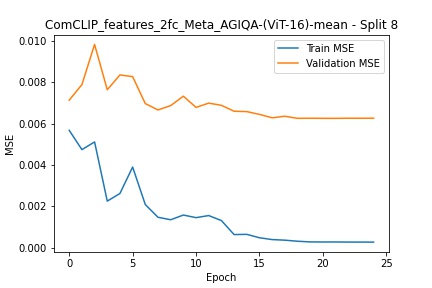 ComCLIP_features_2fc_Meta_AGIQA-(ViT-16)-mean - Split 8
Train MSE
Validation MSE
0.010
0.008
0.006
0.004
0.002
0.000
MSE
0 5 10 15 20 25
Epoch